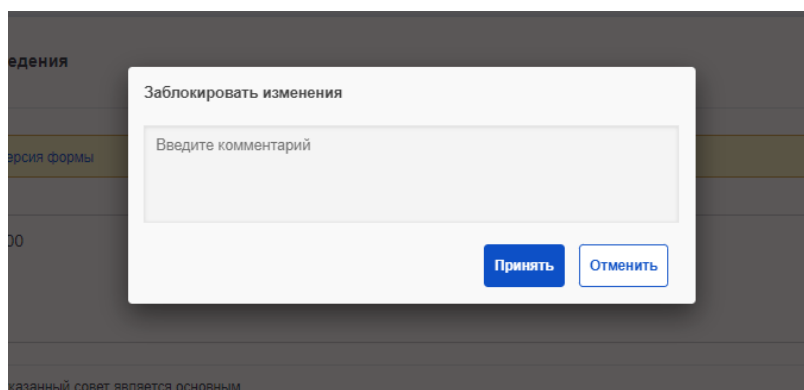 едения
Заблокировать изменения
Введите комментарий
ерсия формы
00
Принять Отменить
казанный совет является основным